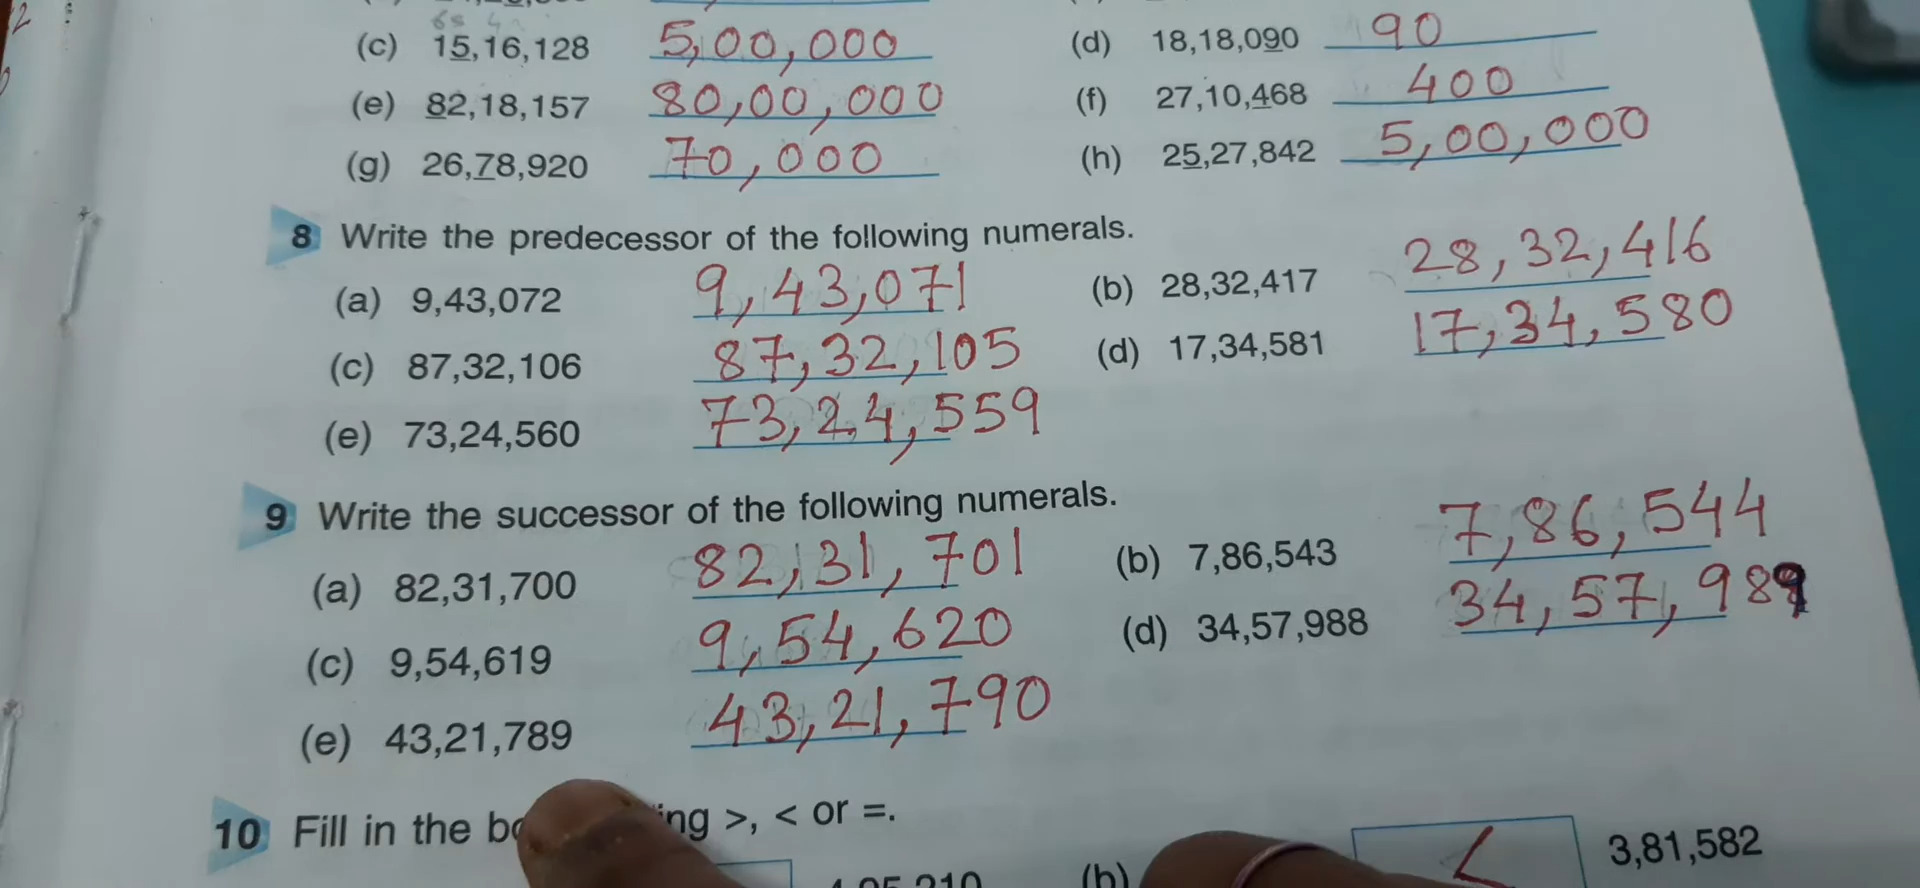 (c) 15,16,128 5,00,000 (d) 18,18,090 90
(e) 82,18,157 80,00,000 (f) 27,10,468 400
(g) 26,78,920 70,000 (h) 25,27,842 5,00,000
8 Write the predecessor of the following numerals.
(a) 9,43,072 9,43,071 (b) 28,32,417 28,32,416
(c) 87,32,106 87,32,105 (d) 17,34,581 17,34,580
(e) 73,24,560 73,24,559
9 Write the successor of the following numerals.
(a) 82,31,700 82,31,701 (b) 7,86,543 7,86,544
(c) 9,54,619 9,54,620 (d) 34,57,988 34,57,989
(e) 43,21,789 43,21,790
10 Fill in the >, < or =.
(b) < 3,81,582